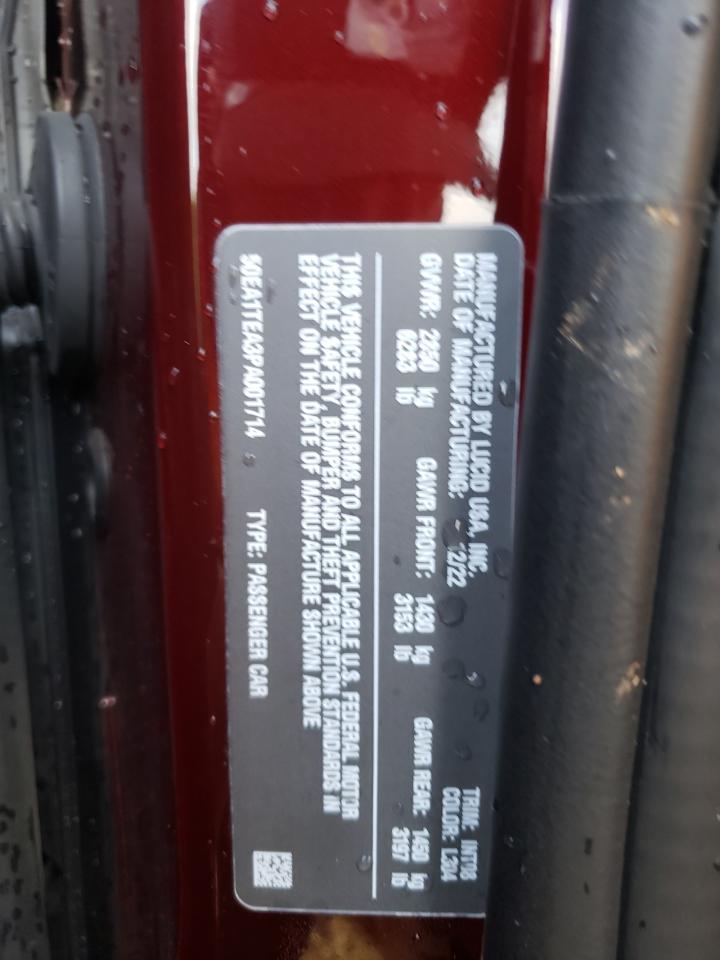 MANUFACTURED BY LUCID USA, INC.
DATE OF MANUFACTURING: 12/22
TRIM: INT08
COLOR:
GVWR: 2850 kg GAWR FRONT: 1430 kg GAWR REAR: 1450 kg
6283 lb 3153 lb 3197 lb
THIS VEHICLE CONFORMS TO ALL APPLICABLE U.S. FEDERAL MOTOR
VEHICLE SAFETY, BUMPER AND THEFT PREVENTION STANDARDS IN
EFFECT ON THE DATE OF MANUFACTURE SHOWN ABOVE
50EA1TEA3PA001714 TYPE: PASSENGER CAR